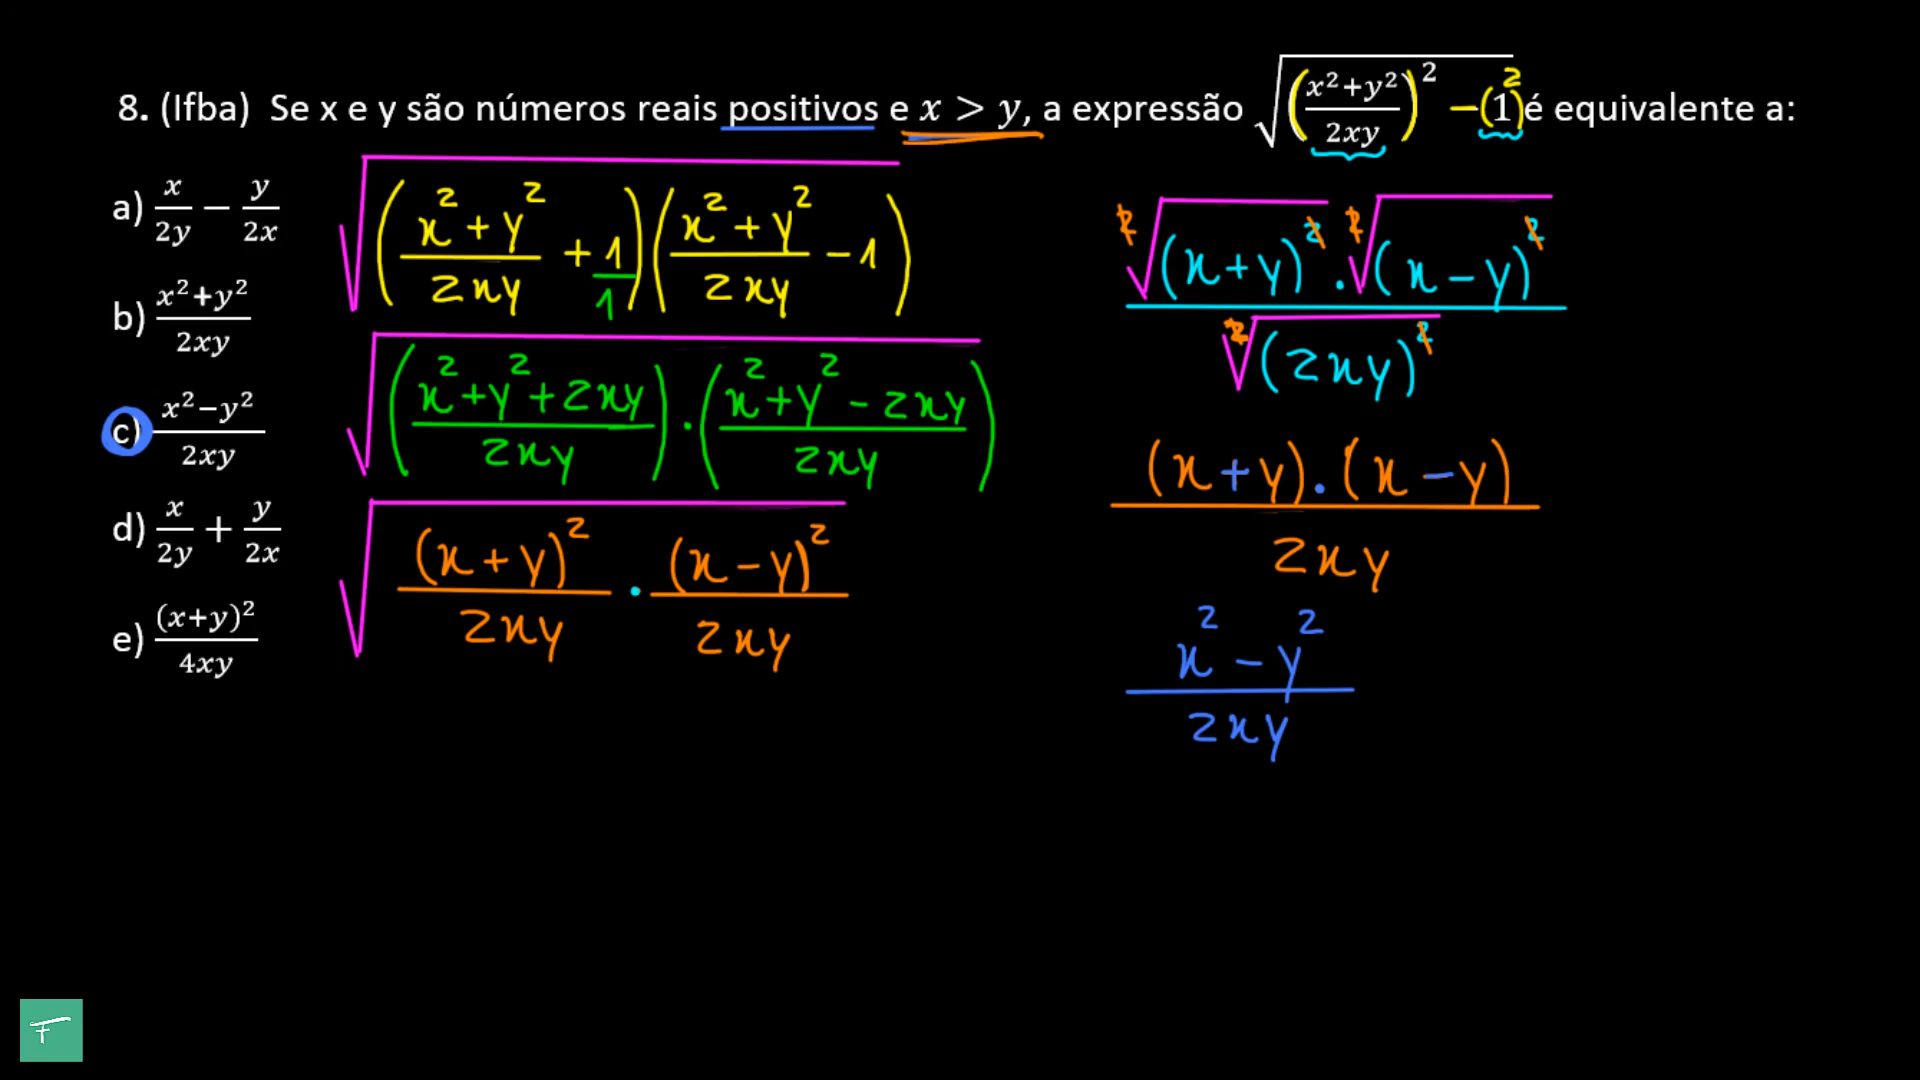 8. (Ifba) Se x e y são números reais positivos e x > y, a expressão √((x²+y²)/(2xy))² − (1)² é equivalente a:
a) x/2y − y/2x
b) (x²+y²)/2xy
c) (x²−y²)/2xy
d) x/2y + y/2x
e) (x+y)²/4xy
√((x²+y²)/2xy + 1/1)((x²+y²)/2xy − 1)
√((x²+y²+2xy)/2xy) · ((x²+y²−2xy)/2xy)
√(x+y)²/2xy · (x−y)²/2xy
²√(x+y)² · ²√(x−y)²
²√(2xy)²
(x+y) · (x−y)
2xy
x² − y²
2xy
F